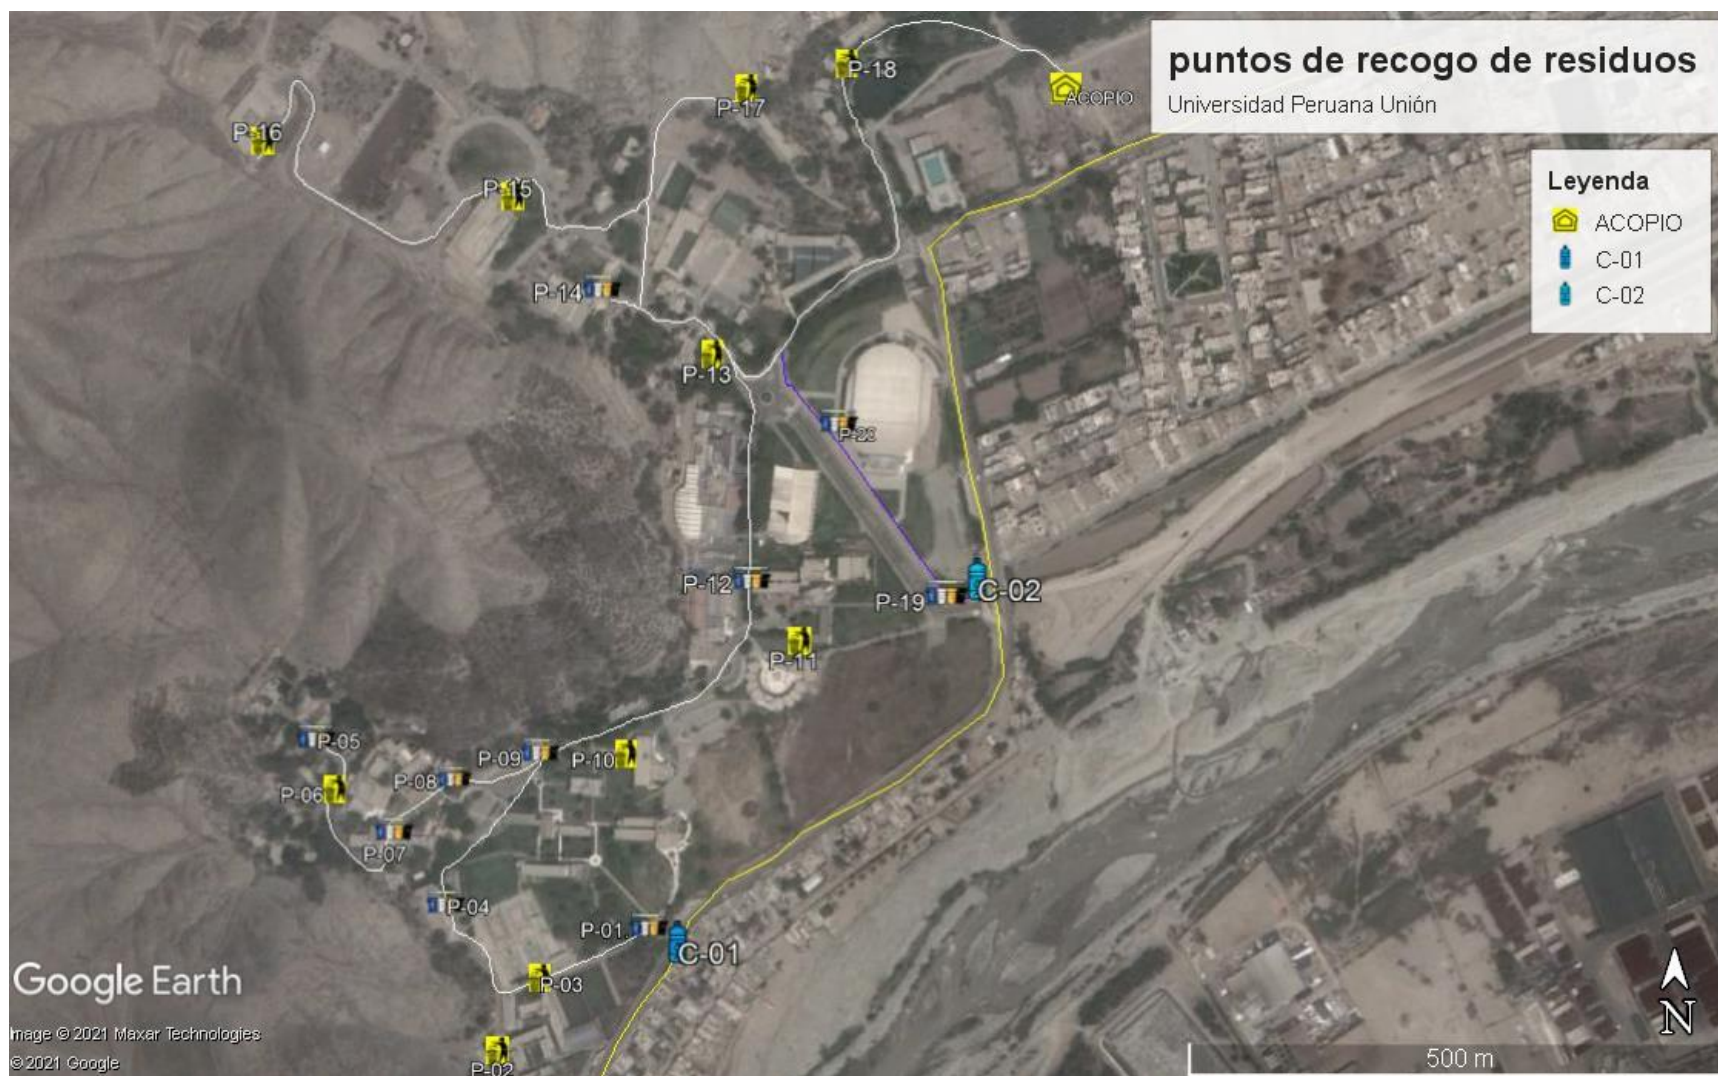 puntos de recogo de residuos
Universidad Peruana Unión
Leyenda
ACOPIO
C-01
C-02
P-18
ACOPIO
P-17
P-16
P-15
P-14
P-13
P-12
P-19
C-02
P-11
P-05
P-09
P-10
P-08
P-06
P-07
P-04
P-01.
C-01
P-03
P-02
Google Earth
Image © 2021 Maxar Technologies
© 2021 Google
500 m
N